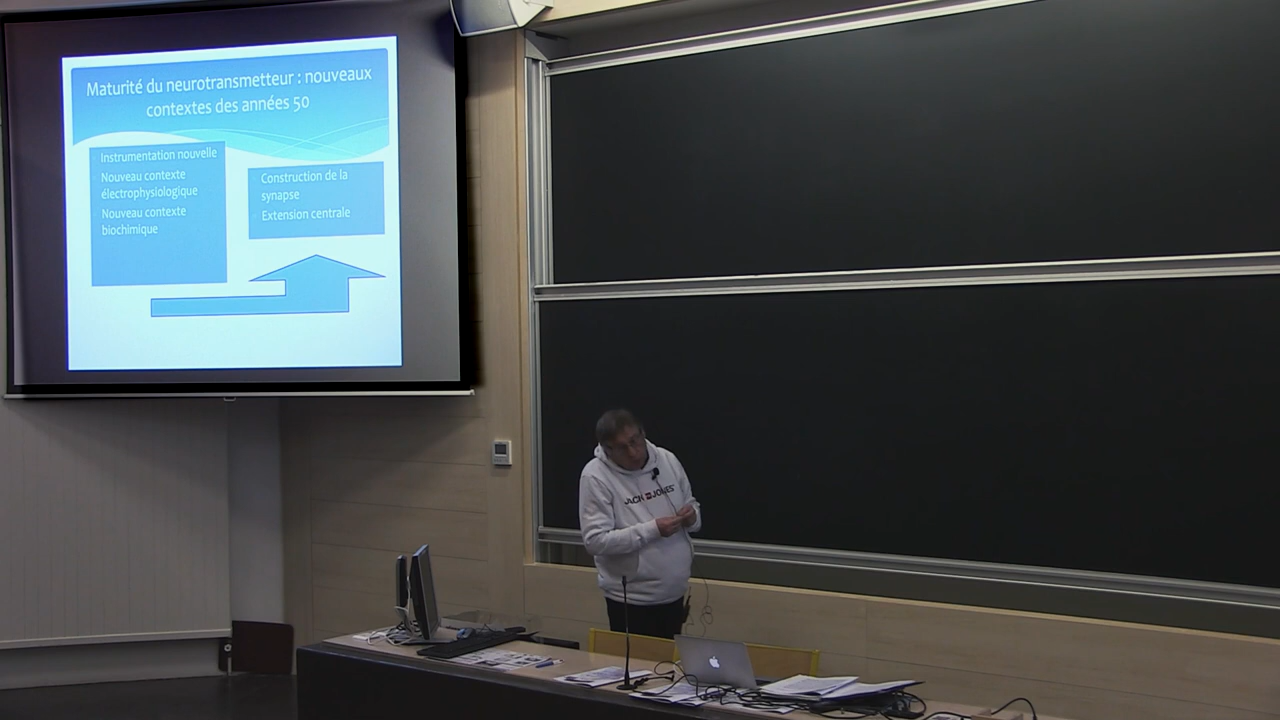 Maturité du neurotransmetteur : nouveaux
contextes des années 50
Instrumentation nouvelle
Nouveau contexte
électrophysiologique
Nouveau contexte
biochimique
Construction de la
synapse
Extension centrale
JACK & JONES